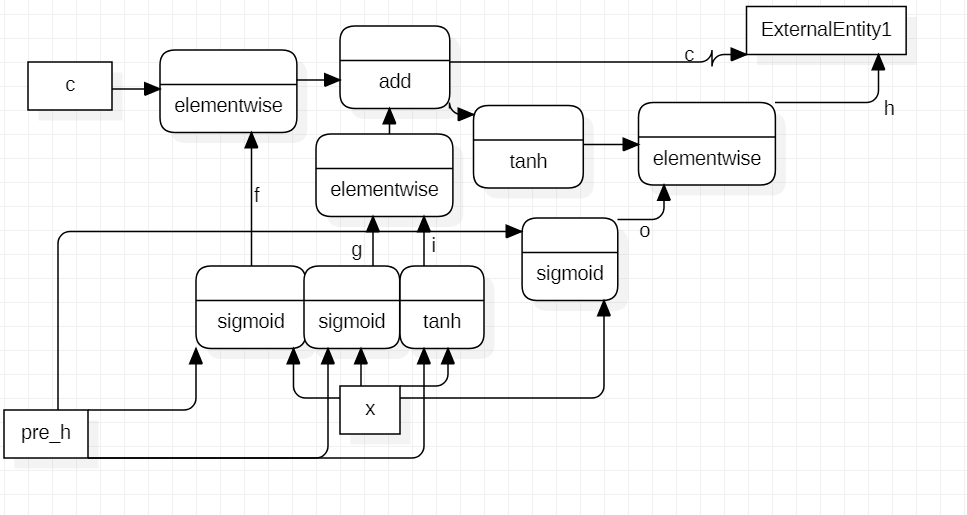 ExternalEntity1
c
add
c
elementwise
h
tanh
elementwise
elementwise
f
o
g
i
sigmoid
sigmoid
sigmoid
tanh
x
pre_h